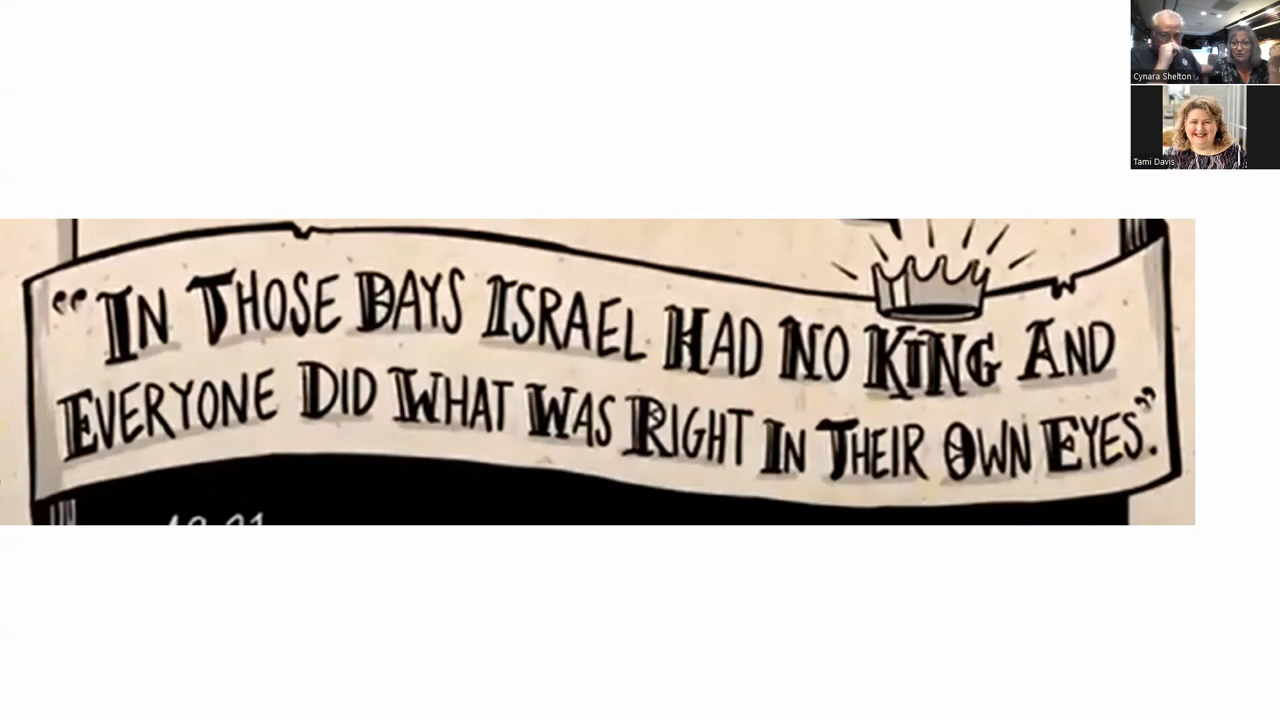 Cynara Shelton
Tami Davis
“In Those Days Israel Had No King And
Everyone Did What Was Right In Their Own Eyes”.